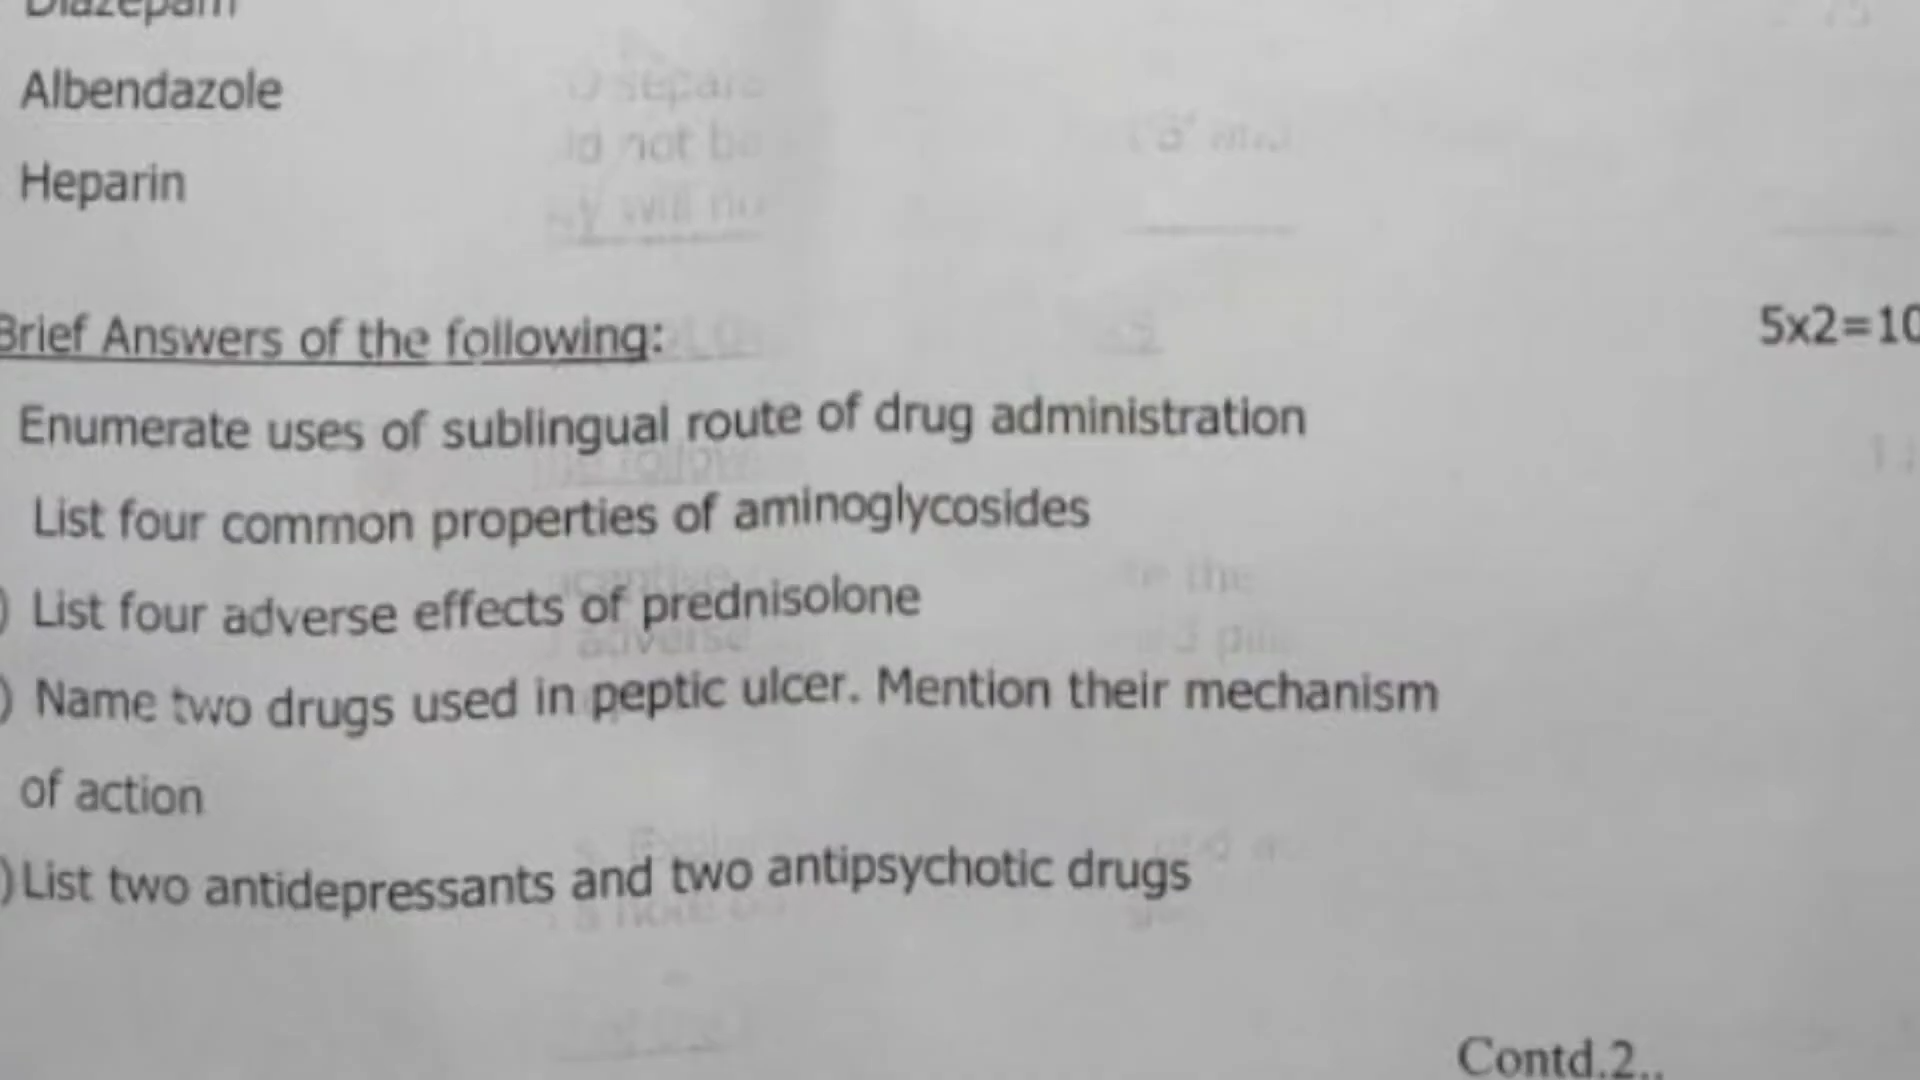 Diazepam
Albendazole
Heparin
Brief Answers of the following: 5x2=10
Enumerate uses of sublingual route of drug administration
List four common properties of aminoglycosides
) List four adverse effects of prednisolone
) Name two drugs used in peptic ulcer. Mention their mechanism
of action
)List two antidepressants and two antipsychotic drugs
Contd.2..